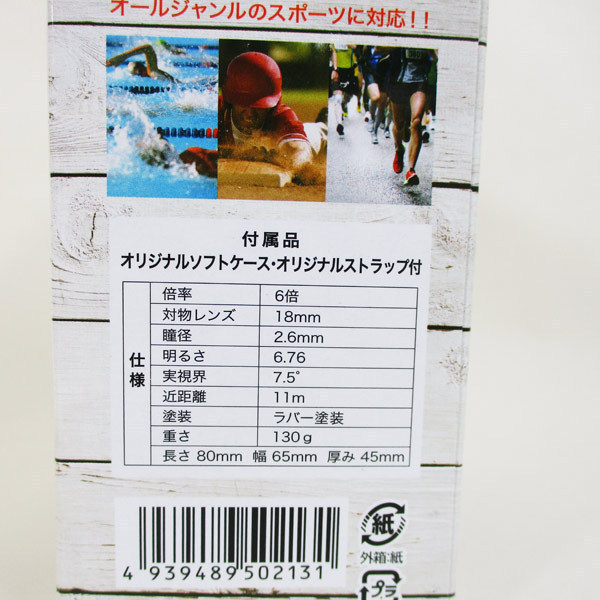 オールジャンルのスポーツに対応！！
付属品
オリジナルソフトケース・オリジナルストラップ付
仕様
倍率 6倍
対物レンズ 18mm
瞳径 2.6mm
明るさ 6.76
実視界 7.5°
近距離 11m
塗装 ラバー塗装
重さ 130g
長さ 80mm 幅 65mm 厚み 45mm
紙
外箱:紙
プラ
4 939489 502131